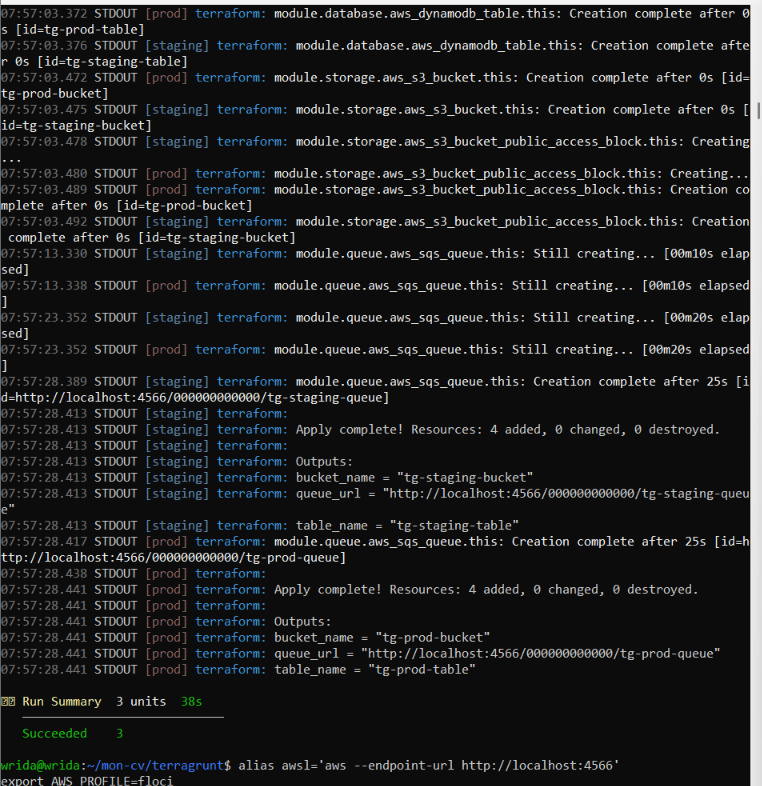 07:57:03.372 STDOUT [prod] terraform: module.database.aws_dynamodb_table.this: Creation complete after 0
s [id=tg-prod-table]
07:57:03.376 STDOUT [staging] terraform: module.database.aws_dynamodb_table.this: Creation complete afte
r 0s [id=tg-staging-table]
07:57:03.472 STDOUT [prod] terraform: module.storage.aws_s3_bucket.this: Creation complete after 0s [id=
tg-prod-bucket]
07:57:03.475 STDOUT [staging] terraform: module.storage.aws_s3_bucket.this: Creation complete after 0s [
id=tg-staging-bucket]
07:57:03.478 STDOUT [staging] terraform: module.storage.aws_s3_bucket_public_access_block.this: Creating
...
07:57:03.480 STDOUT [prod] terraform: module.storage.aws_s3_bucket_public_access_block.this: Creating...
07:57:03.489 STDOUT [prod] terraform: module.storage.aws_s3_bucket_public_access_block.this: Creation co
mplete after 0s [id=tg-prod-bucket]
07:57:03.492 STDOUT [staging] terraform: module.storage.aws_s3_bucket_public_access_block.this: Creation
 complete after 0s [id=tg-staging-bucket]
07:57:13.330 STDOUT [staging] terraform: module.queue.aws_sqs_queue.this: Still creating... [00m10s elap
sed]
07:57:13.338 STDOUT [prod] terraform: module.queue.aws_sqs_queue.this: Still creating... [00m10s elapsed
]
07:57:23.352 STDOUT [staging] terraform: module.queue.aws_sqs_queue.this: Still creating... [00m20s elap
sed]
07:57:23.352 STDOUT [prod] terraform: module.queue.aws_sqs_queue.this: Still creating... [00m20s elapsed
]
07:57:28.389 STDOUT [staging] terraform: module.queue.aws_sqs_queue.this: Creation complete after 25s [i
d=http://localhost:4566/000000000000/tg-staging-queue]
07:57:28.413 STDOUT [staging] terraform:
07:57:28.413 STDOUT [staging] terraform: Apply complete! Resources: 4 added, 0 changed, 0 destroyed.
07:57:28.413 STDOUT [staging] terraform:
07:57:28.413 STDOUT [staging] terraform: Outputs:
07:57:28.413 STDOUT [staging] terraform: bucket_name = "tg-staging-bucket"
07:57:28.413 STDOUT [staging] terraform: queue_url = "http://localhost:4566/000000000000/tg-staging-queu
e"
07:57:28.413 STDOUT [staging] terraform: table_name = "tg-staging-table"
07:57:28.417 STDOUT [prod] terraform: module.queue.aws_sqs_queue.this: Creation complete after 25s [id=h
ttp://localhost:4566/000000000000/tg-prod-queue]
07:57:28.438 STDOUT [prod] terraform:
07:57:28.441 STDOUT [prod] terraform: Apply complete! Resources: 4 added, 0 changed, 0 destroyed.
07:57:28.441 STDOUT [prod] terraform:
07:57:28.441 STDOUT [prod] terraform: Outputs:
07:57:28.441 STDOUT [prod] terraform: bucket_name = "tg-prod-bucket"
07:57:28.441 STDOUT [prod] terraform: queue_url = "http://localhost:4566/000000000000/tg-prod-queue"
07:57:28.441 STDOUT [prod] terraform: table_name = "tg-prod-table"
Run Summary  3 units  38s
Succeeded    3
wrida@wrida:~/mon-cv/terragrunt$ alias awsl='aws --endpoint-url http://localhost:4566'
export AWS_PROFILE=floci